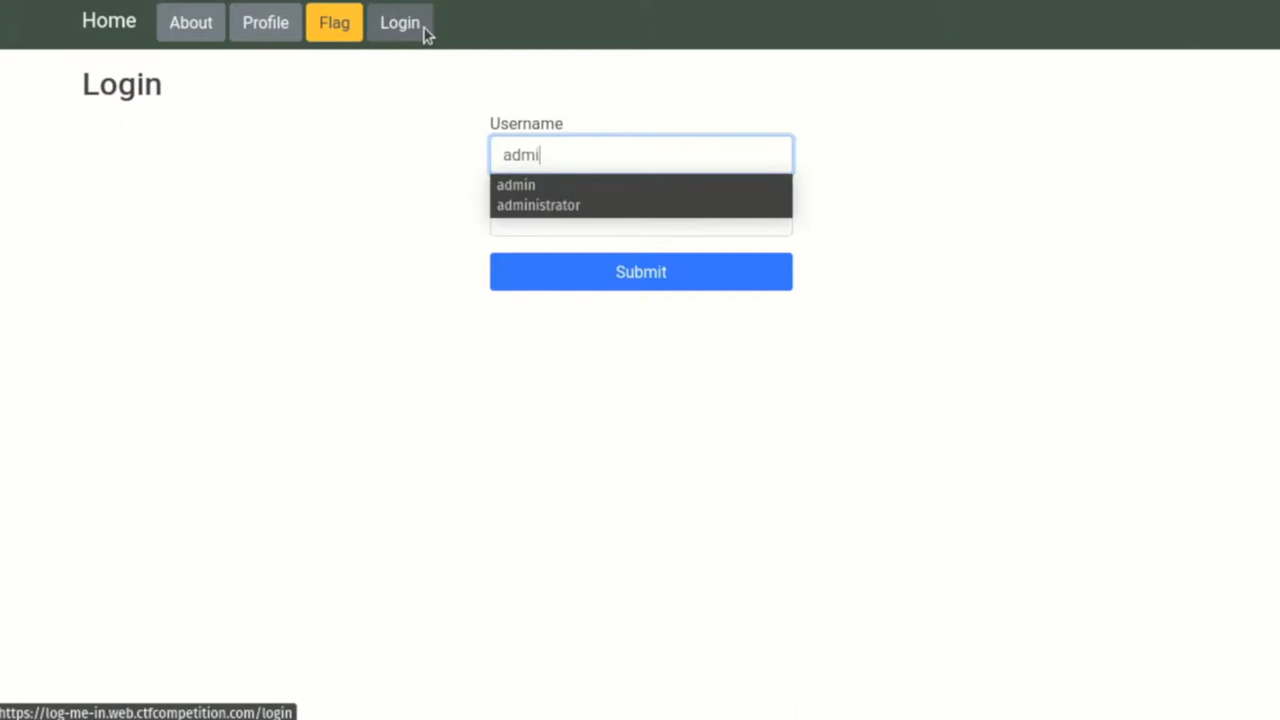 Home About Profile Flag Login
Login
Username
admi
admin
administrator
Submit
https://log-me-in.web.ctfcompetition.com/login